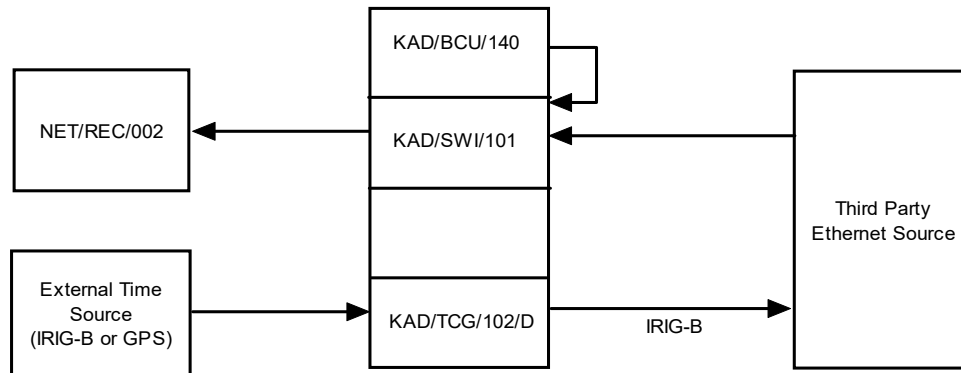 KAD/BCU/140
NET/REC/002
KAD/SWI/101
Third Party
Ethernet Source
External Time
Source
(IRIG-B or GPS)
KAD/TCG/102/D
IRIG-B